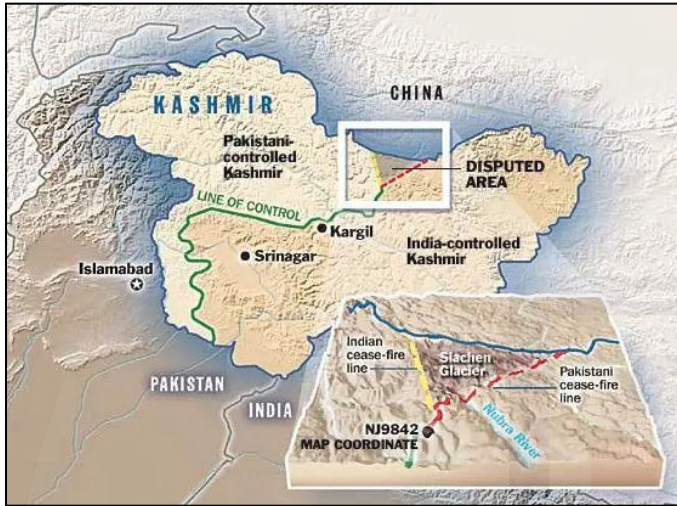 KASHMIR
CHINA
Pakistani-
controlled
Kashmir
DISPUTED
AREA
LINE OF CONTROL
Kargil
India-controlled
Kashmir
Srinagar
Islamabad
PAKISTAN
INDIA
Indian
cease-fire
line
Siachen
Glacier
Pakistani
cease-fire
line
NJ9842
MAP COORDINATE
Nubra River